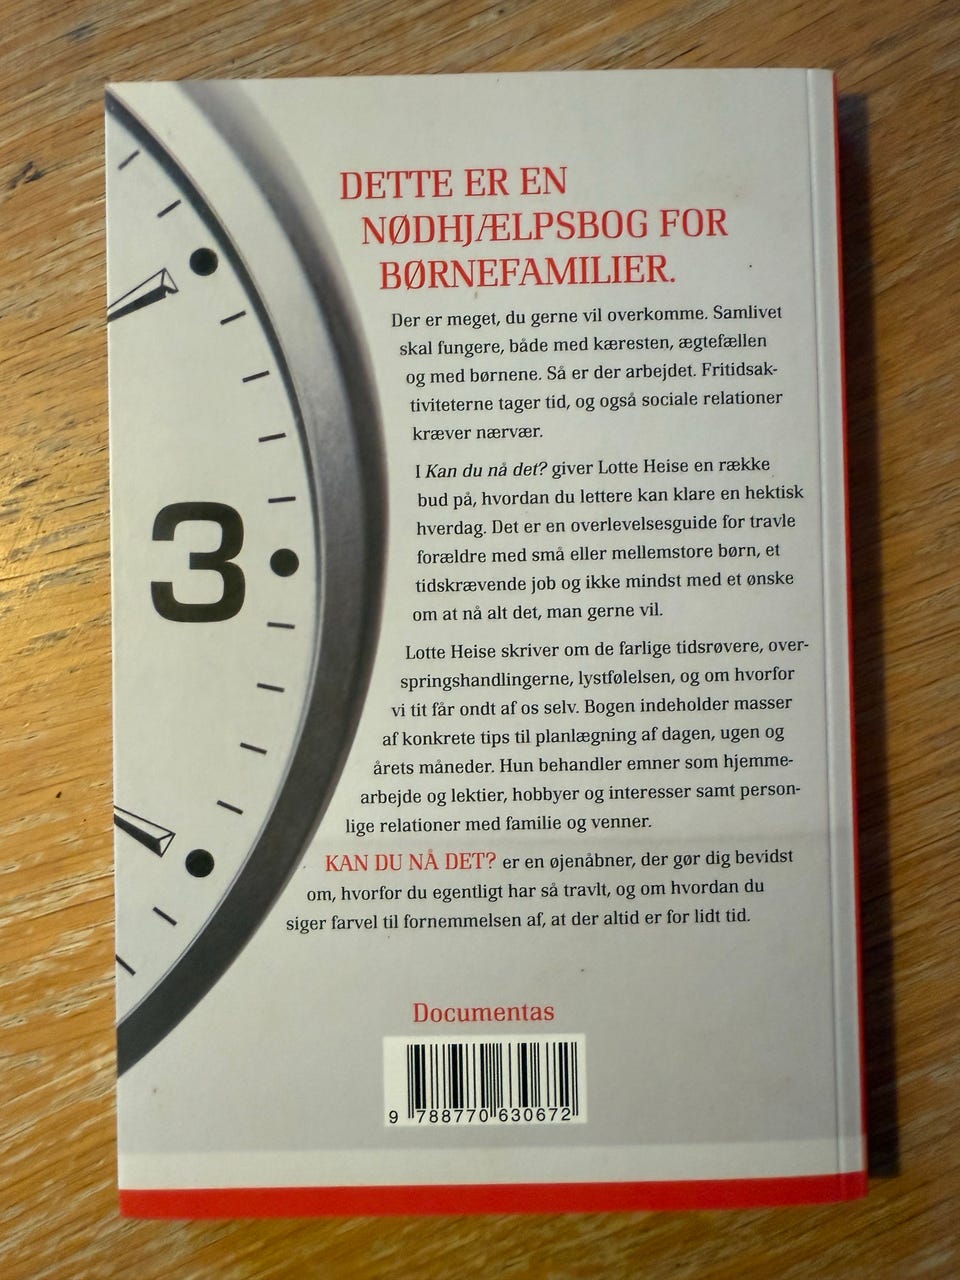 DETTE ER EN
NØDHJÆLPSBOG FOR
BØRNEFAMILIER.
Der er meget, du gerne vil overkomme. Samlivet
skal fungere, både med kæresten, ægtefællen
og med børnene. Så er der arbejdet. Fritidsak-
tiviteterne tager tid, og også sociale relationer
kræver nærvær.
I Kan du nå det? giver Lotte Heise en række
bud på, hvordan du lettere kan klare en hektisk
hverdag. Det er en overlevelsesguide for travle
forældre med små eller mellemstore børn, et
tidskrævende job og ikke mindst med et ønske
om at nå alt det, man gerne vil.
Lotte Heise skriver om de farlige tidsrøvere, over-
springshandlingerne, lystfølelsen, og om hvorfor
vi tit får ondt af os selv. Bogen indeholder masser
af konkrete tips til planlægning af dagen, ugen og
årets måneder. Hun behandler emner som hjemme-
arbejde og lektier, hobbyer og interesser samt person-
lige relationer med familie og venner.
KAN DU NÅ DET? er en øjenåbner, der gør dig bevidst
om, hvorfor du egentligt har så travlt, og om hvordan du
siger farvel til fornemmelsen af, at der altid er for lidt tid.
3
Documentas
9 788770 630672